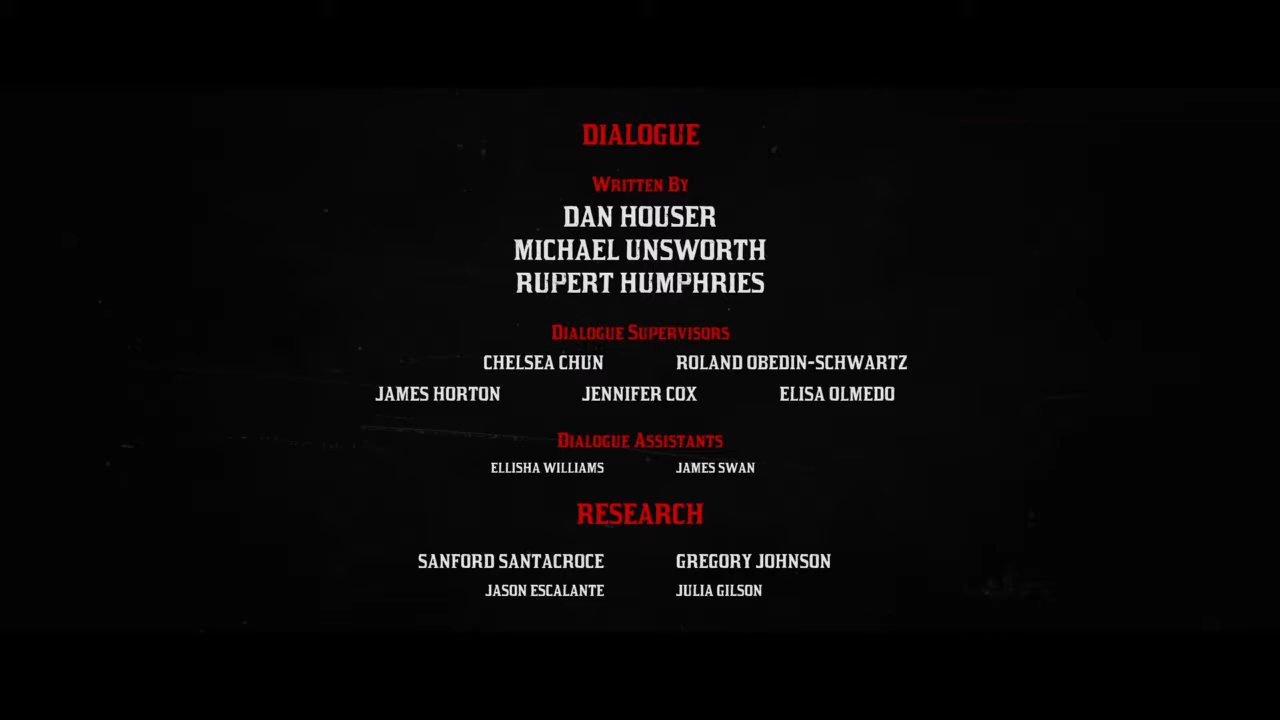 DIALOGUE
WRITTEN BY
DAN HOUSER
MICHAEL UNSWORTH
RUPERT HUMPHRIES
DIALOGUE SUPERVISORS
CHELSEA CHUN ROLAND OBEDIN-SCHWARTZ
JAMES HORTON JENNIFER COX ELISA OLMEDO
DIALOGUE ASSISTANTS
ELLISHA WILLIAMS JAMES SWAN
RESEARCH
SANFORD SANTACROCE GREGORY JOHNSON
JASON ESCALANTE JULIA GILSON